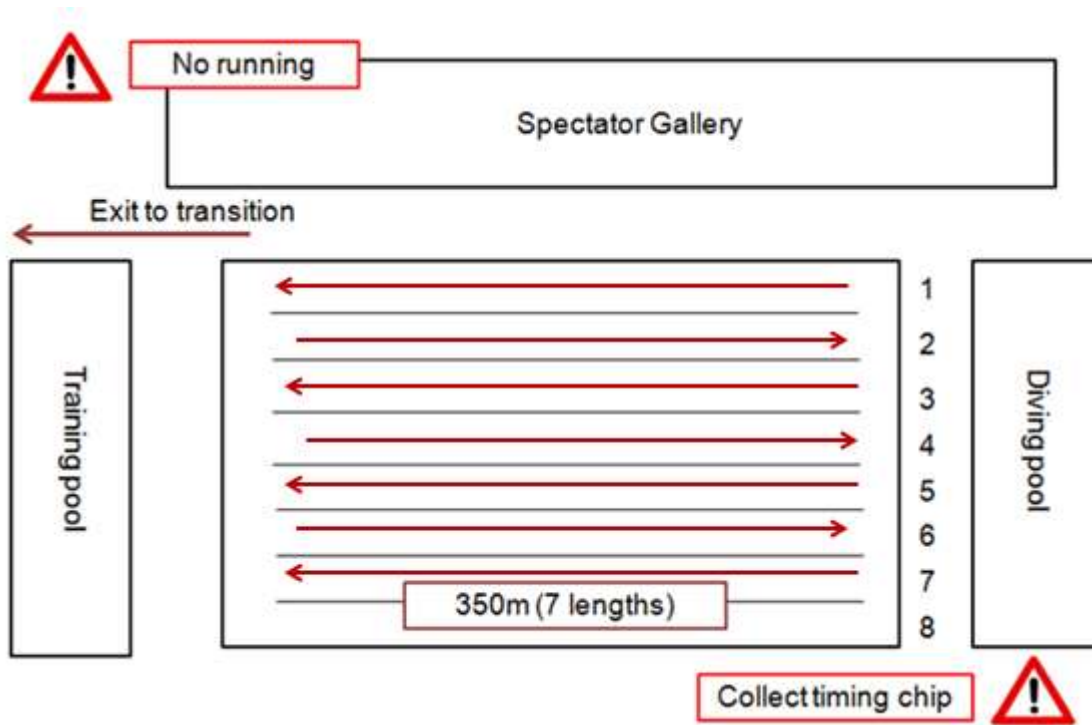 No running
Spectator Gallery
Exit to transition
Training pool
1
2
3
4
5
6
7
8
Diving pool
350m (7 lengths)
Collect timing chip